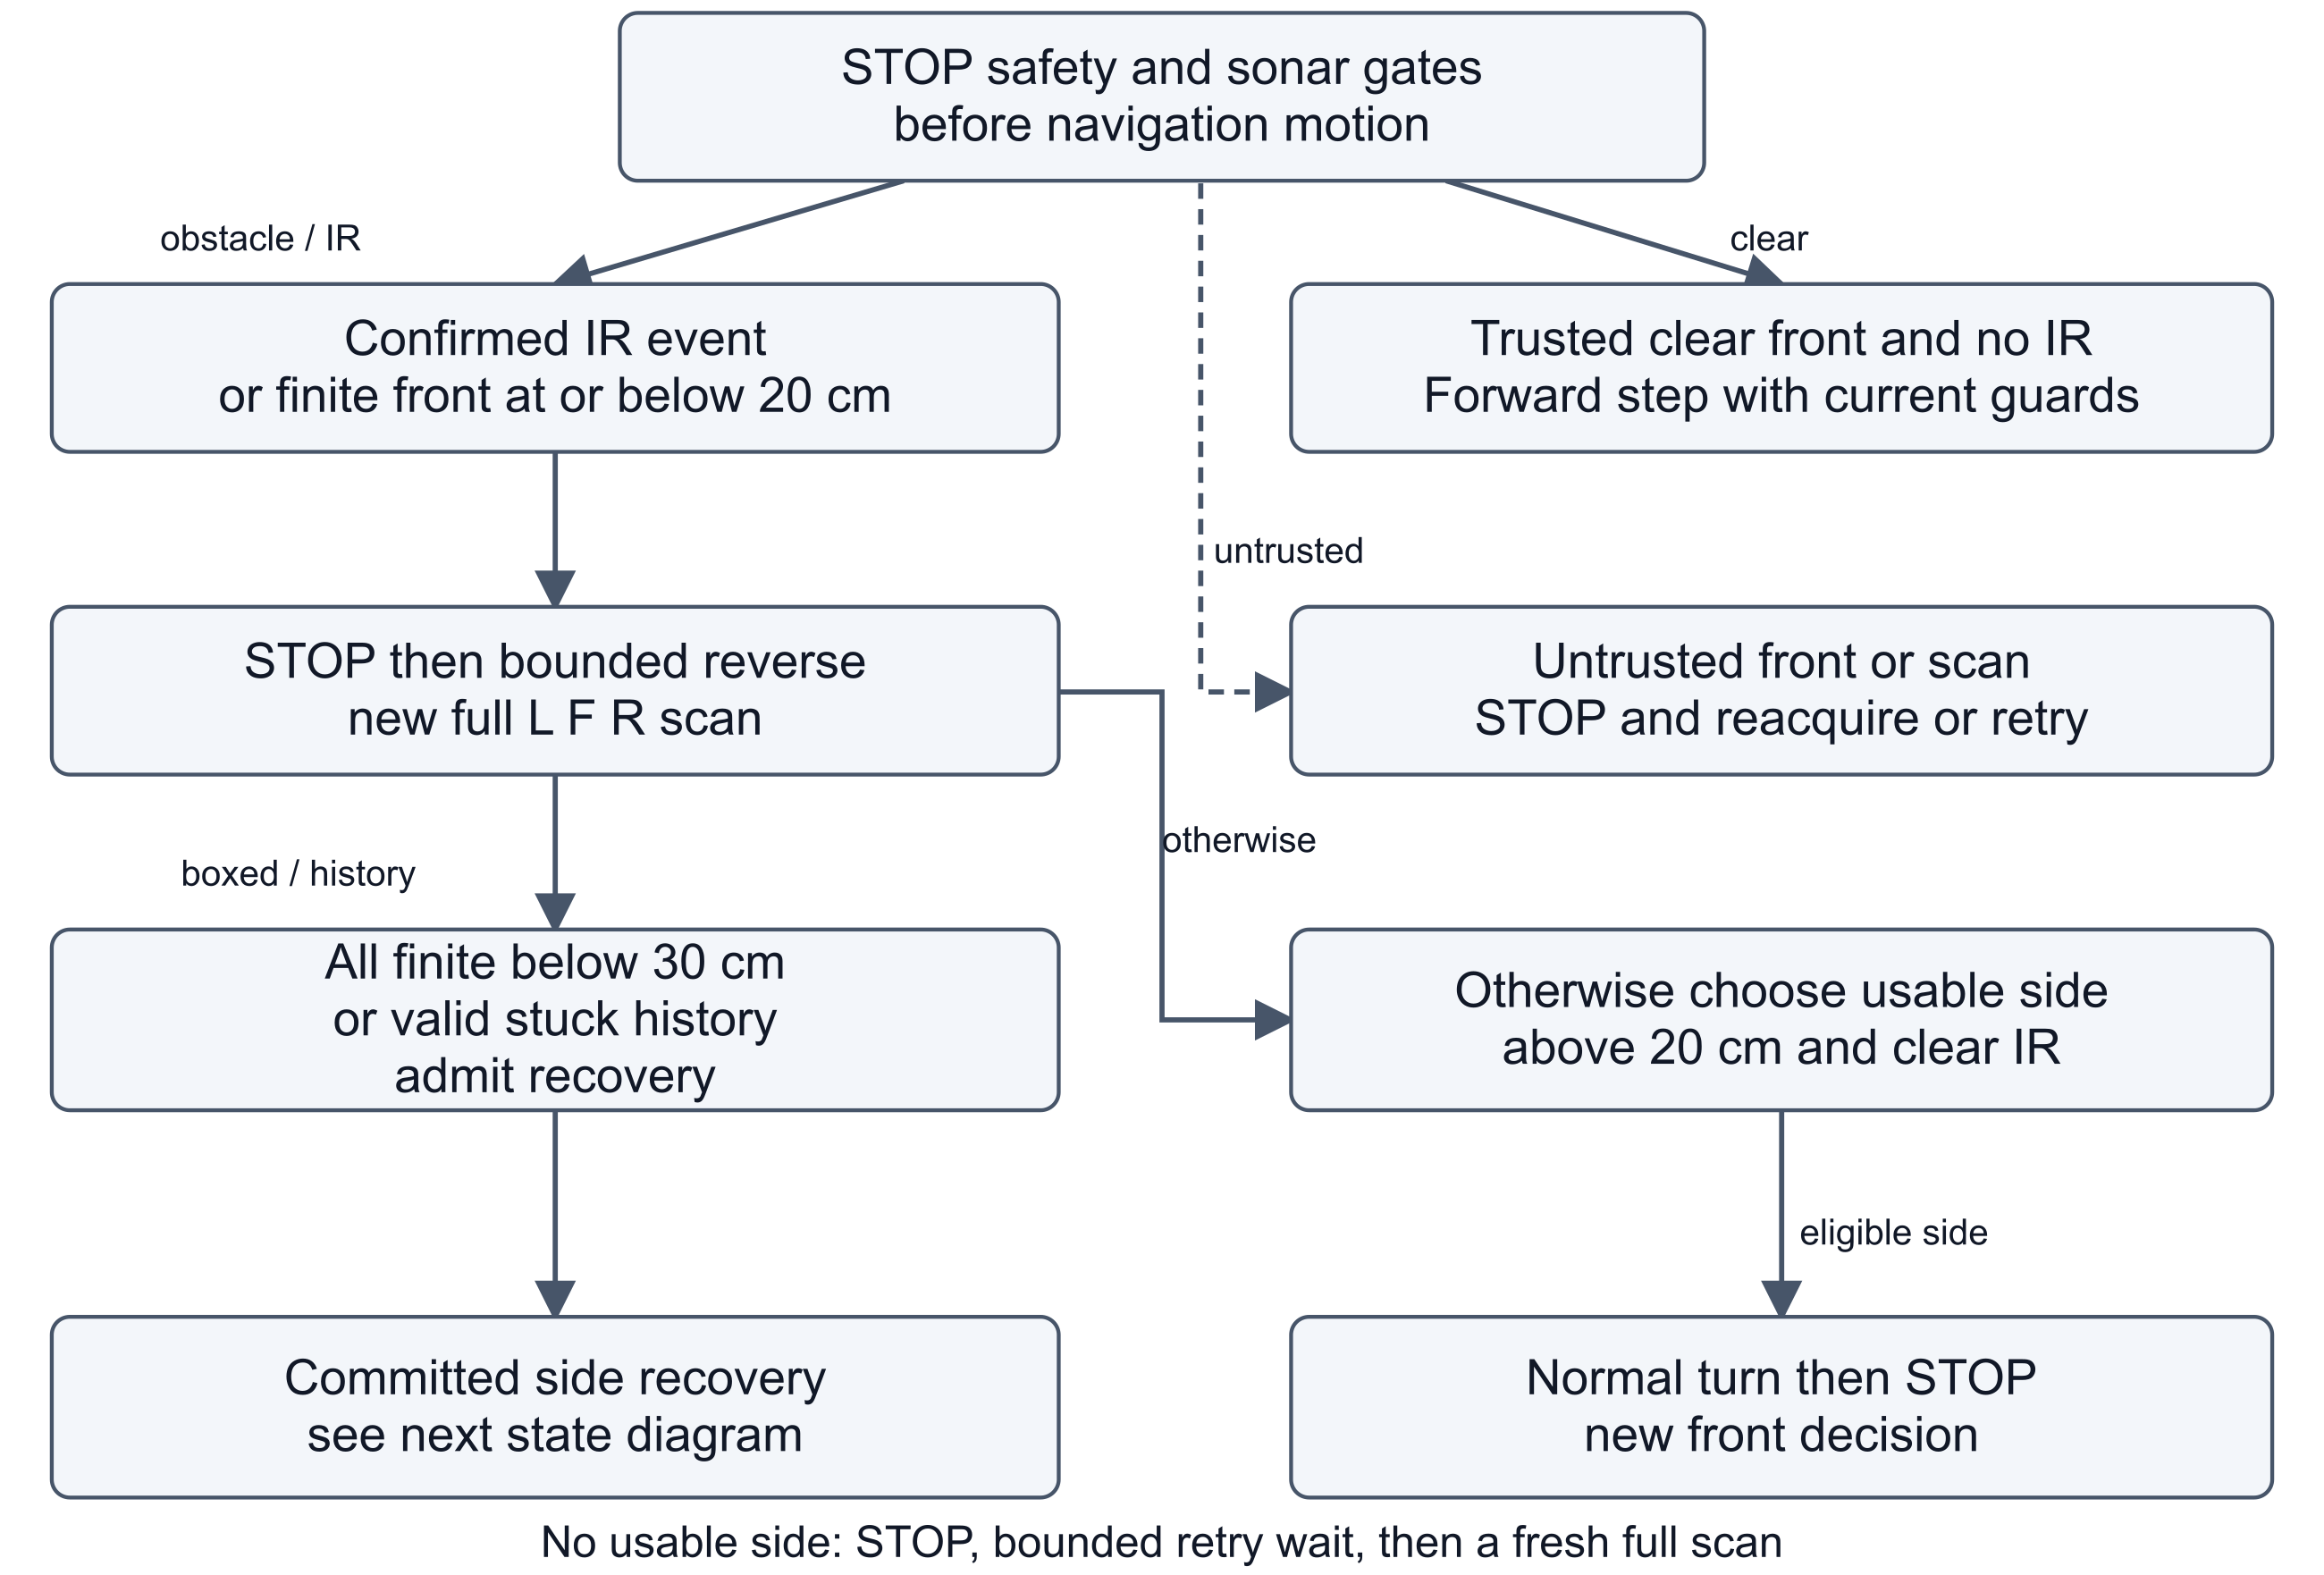 STOP safety and sonar gates
before navigation motion
obstacle / IR
clear
Confirmed IR event
or finite front at or below 20 cm
Trusted clear front and no IR
Forward step with current guards
untrusted
STOP then bounded reverse
new full L F R scan
Untrusted front or scan
STOP and reacquire or retry
otherwise
boxed / history
All finite below 30 cm
or valid stuck history
admit recovery
Otherwise choose usable side
above 20 cm and clear IR
eligible side
Committed side recovery
see next state diagram
Normal turn then STOP
new front decision
No usable side: STOP, bounded retry wait, then a fresh full scan